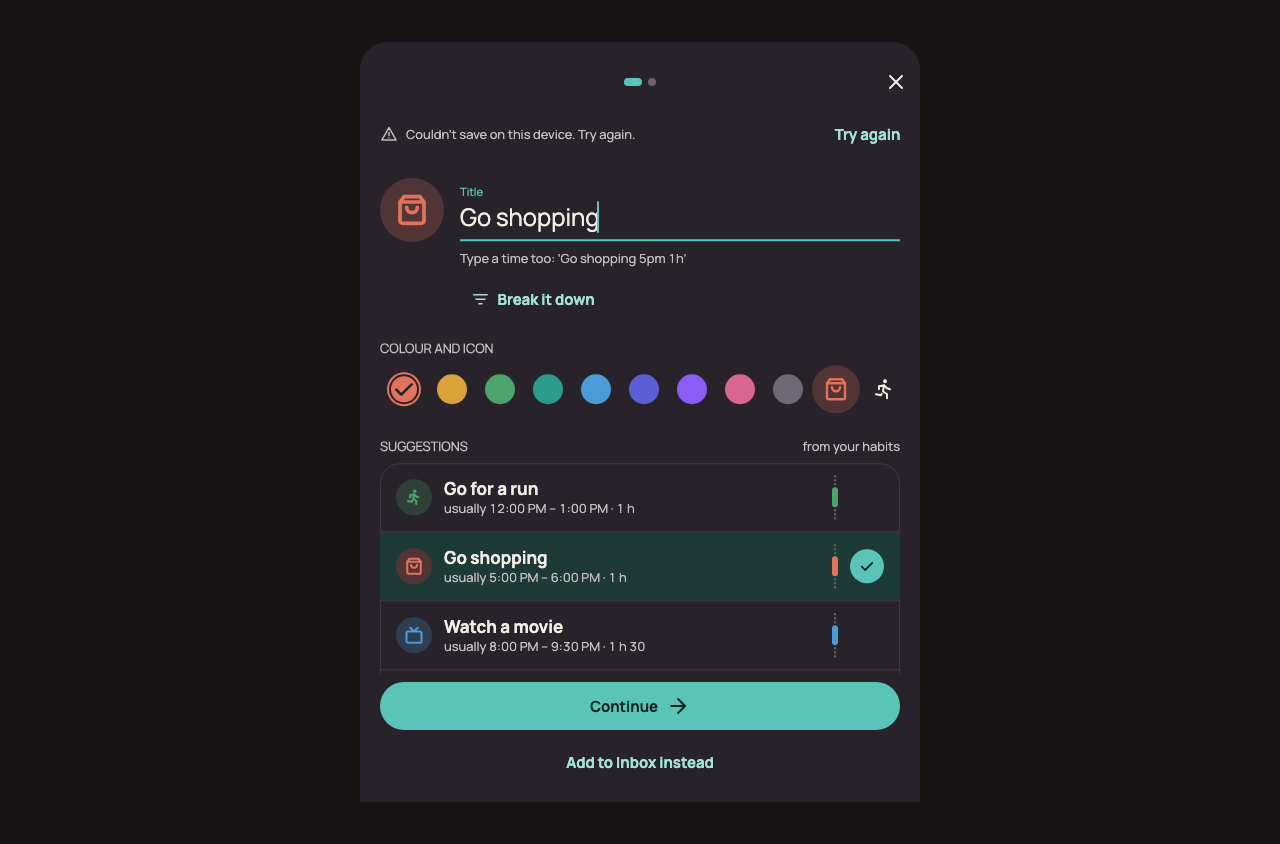 Couldn't save on this device. Try again.
Try again
Title
Go shopping
Type a time too: 'Go shopping 5pm 1h'
Break it down
COLOUR AND ICON
SUGGESTIONS
from your habits
Go for a run
usually 12:00 PM – 1:00 PM · 1 h
Go shopping
usually 5:00 PM – 6:00 PM · 1 h
Watch a movie
usually 8:00 PM – 9:30 PM · 1 h 30
Continue
Add to Inbox instead